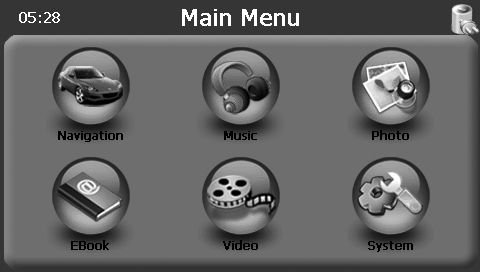 05:28 Main Menu
Navigation Music Photo
@
EBook Video System